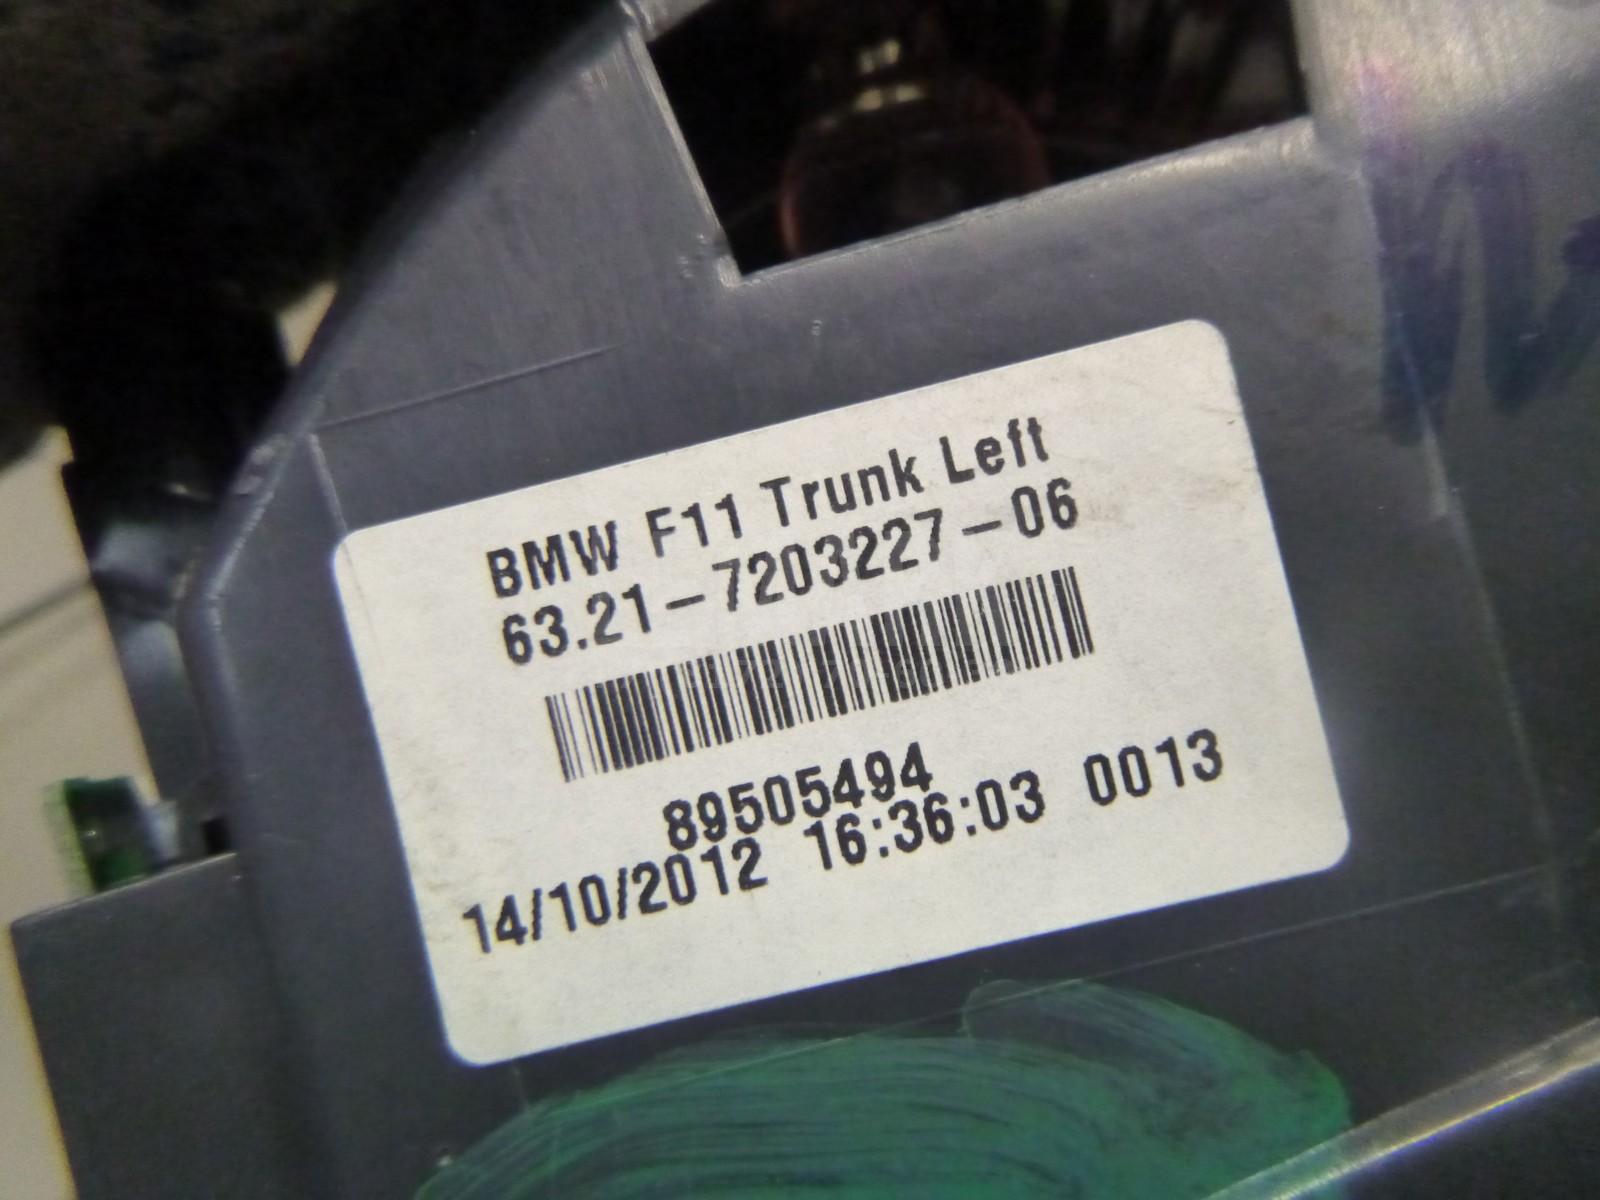 BMW F11 Trunk Left
63.21-7203227-06
89505494
14/10/2012 16:36:03 0013